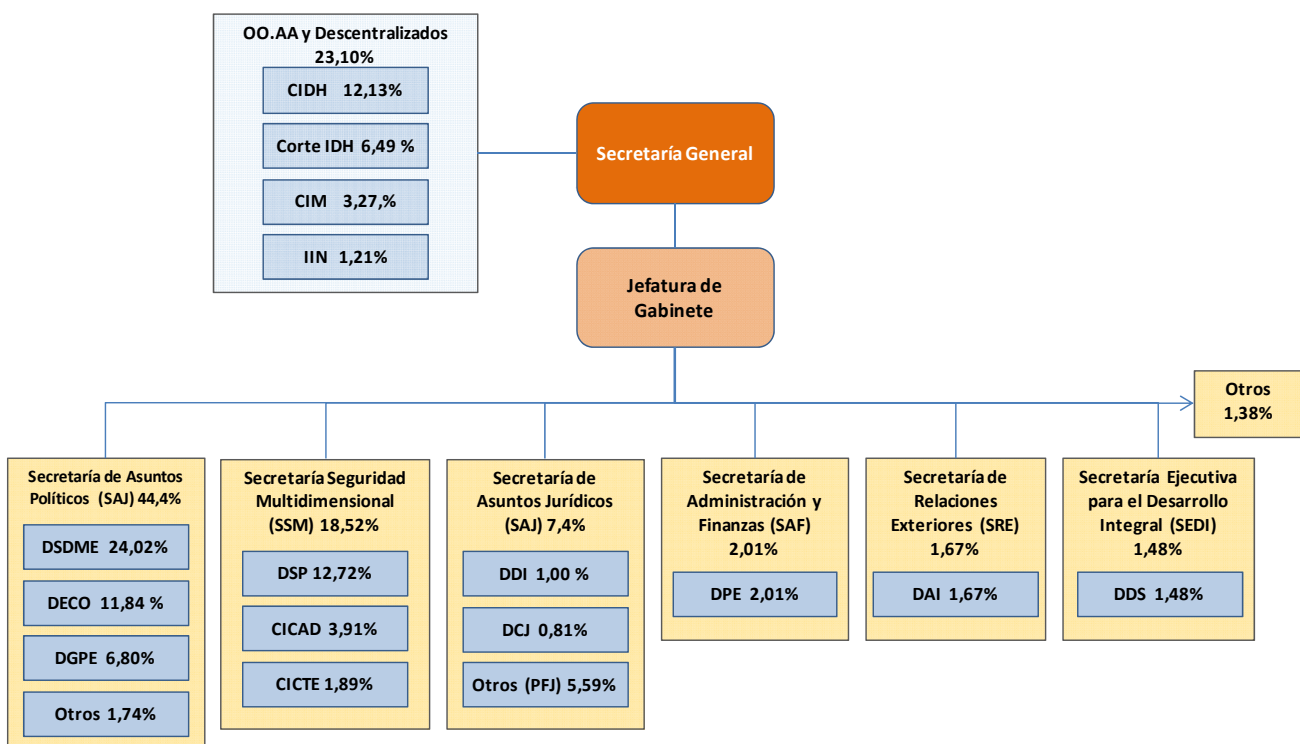 OO.AA y Descentralizados
23,10%
CIDH 12,13%
Corte IDH 6,49 %
CIM 3,27,%
IIN 1,21%
Secretaría General
Jefatura de
Gabinete
Otros
1,38%
Secretaría de Asuntos
Políticos (SAJ) 44,4%
DSDME 24,02%
DECO 11,84 %
DGPE 6,80%
Otros 1,74%
Secretaría Seguridad
Multidimensional
(SSM) 18,52%
DSP 12,72%
CICAD 3,91%
CICTE 1,89%
Secretaría de
Asuntos Jurídicos
(SAJ) 7,4%
DDI 1,00 %
DCJ 0,81%
Otros (PFJ) 5,59%
Secretaría de
Administración y
Finanzas (SAF)
2,01%
DPE 2,01%
Secretaría de
Relaciones
Exteriores (SRE)
1,67%
DAI 1,67%
Secretaría Ejecutiva
para el Desarrollo
Integral (SEDI)
1,48%
DDS 1,48%